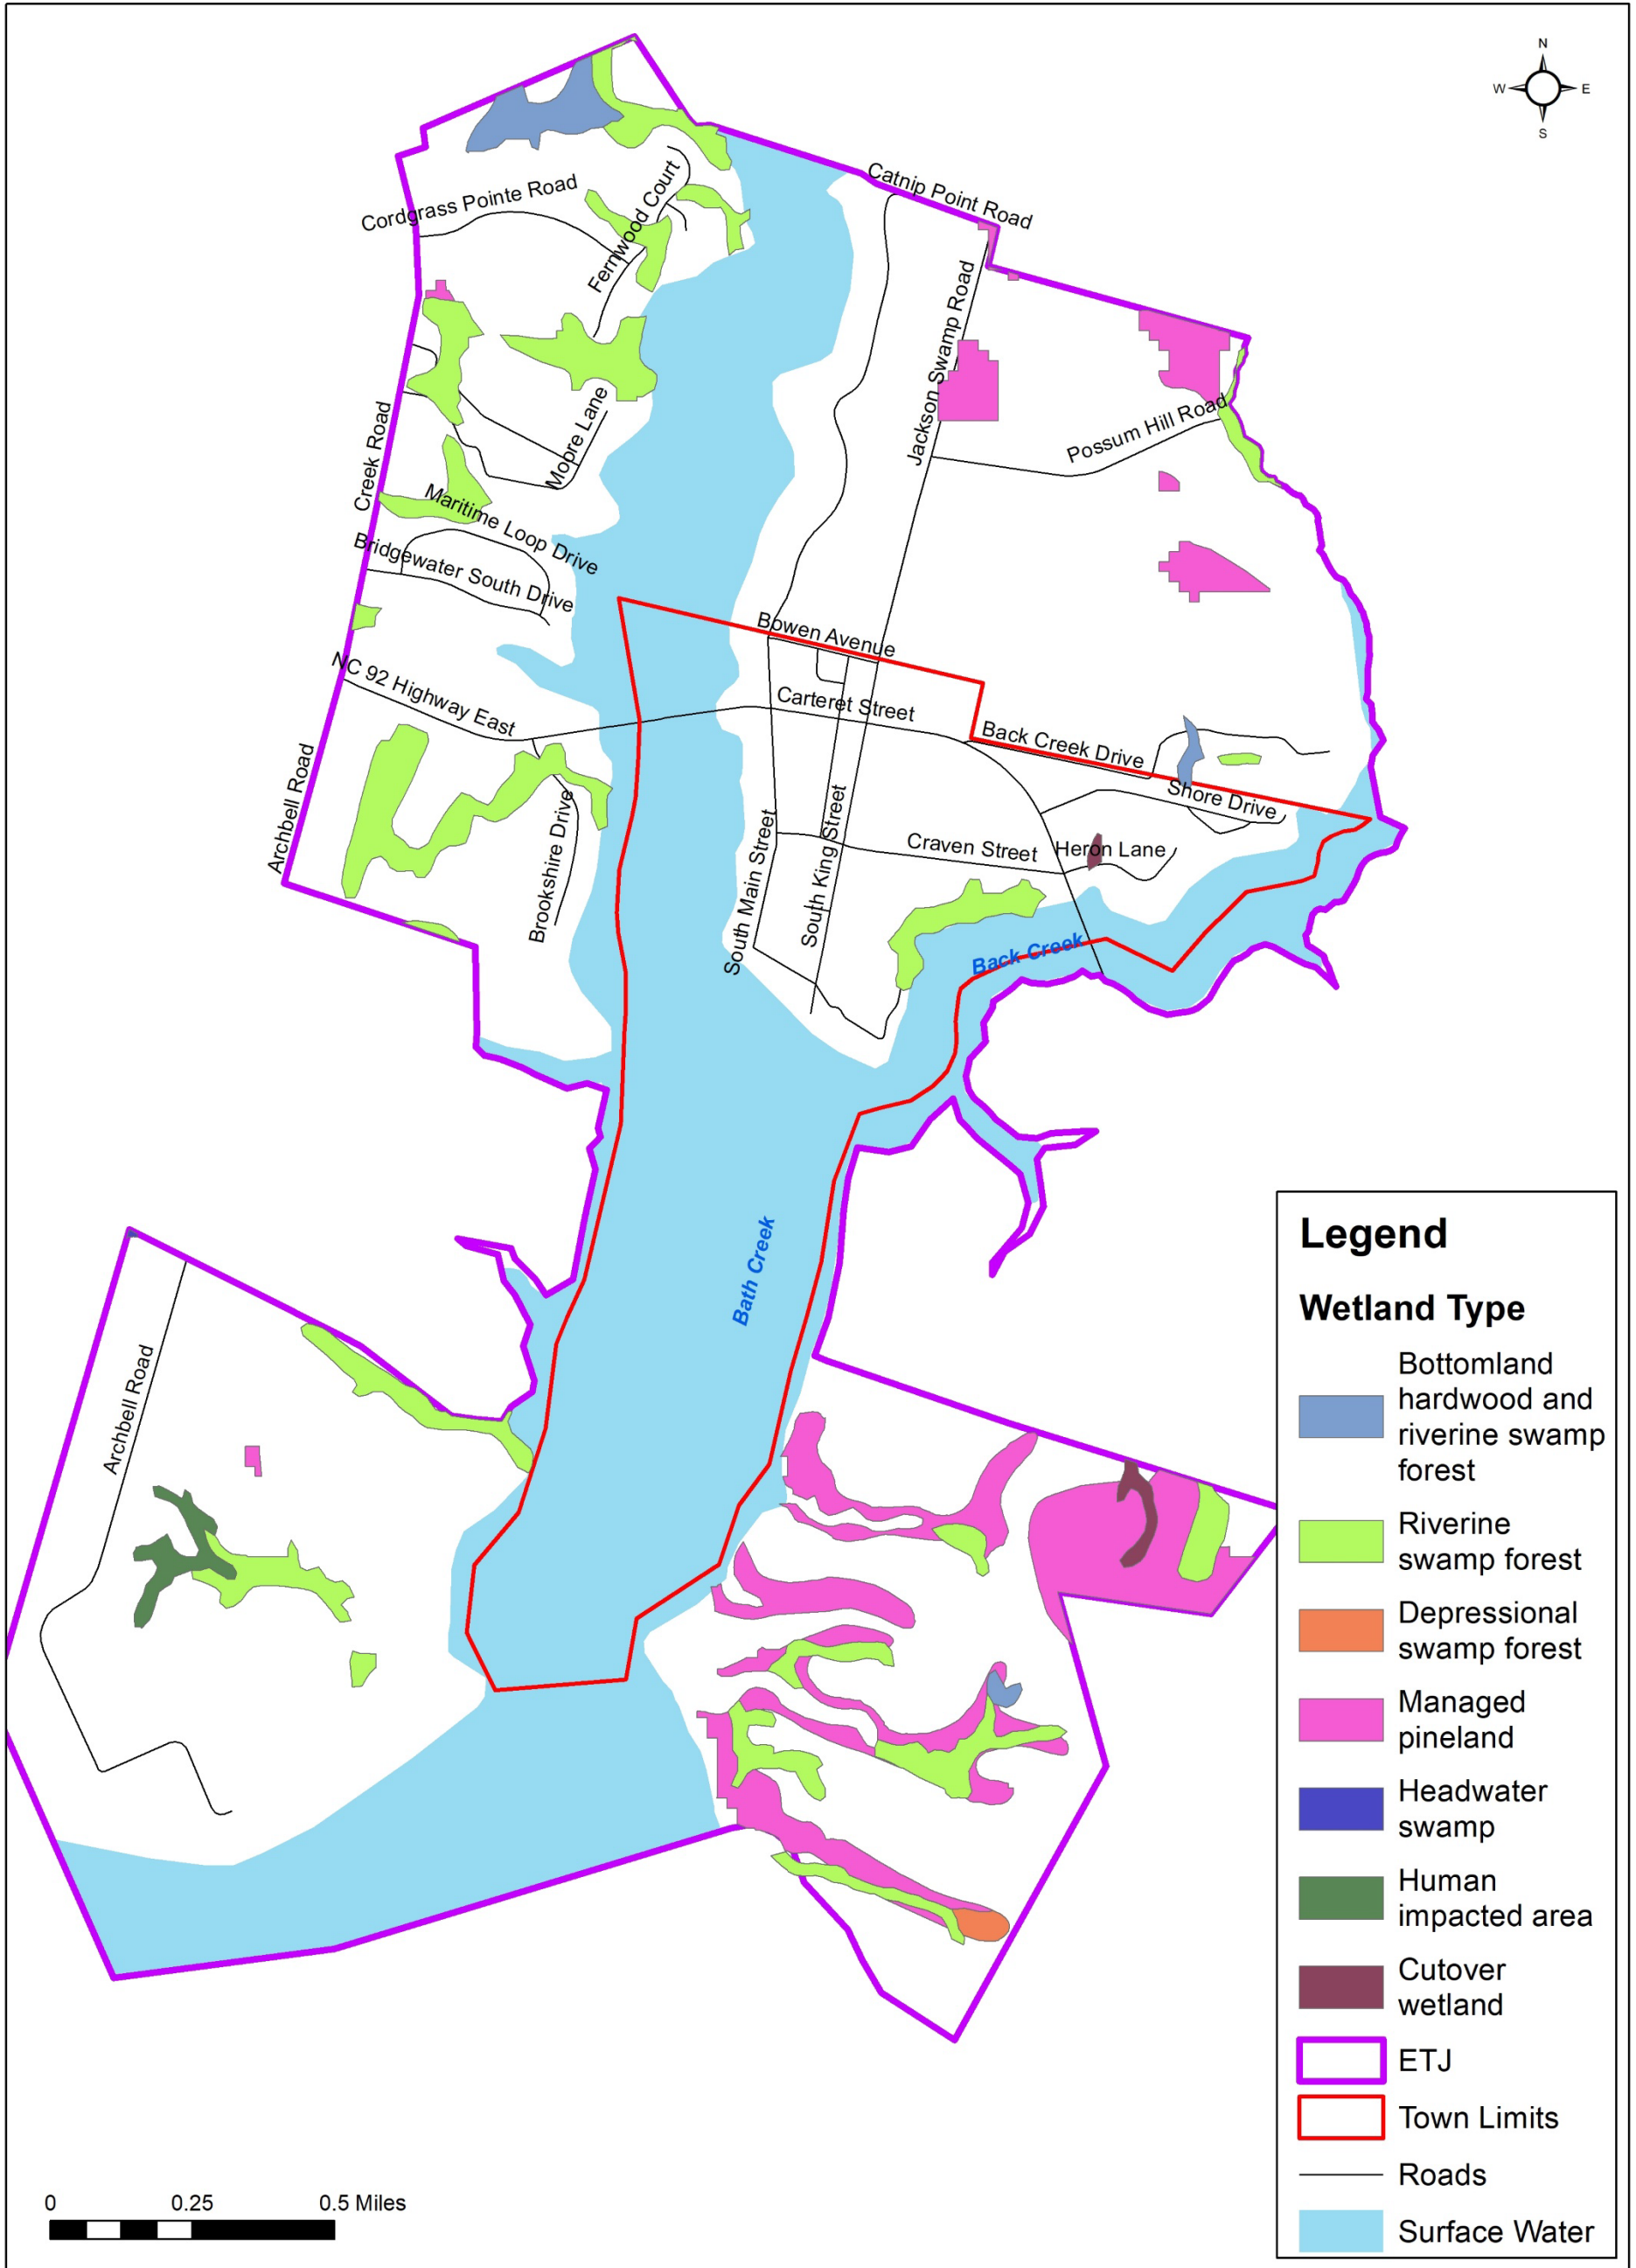 N
W
E
S
Catnip Point Road
Cordgrass Pointe Road
Fernwood Court
Jackson Swamp Road
Creek Road
Moore Lane
Possum Hill Road
Maritime Loop Drive
Bridgewater South Drive
Bowen Avenue
NC 92 Highway East
Carteret Street
Back Creek Drive
Archbell Road
Shore Drive
Brookshire Drive
South Main Street
South King Street
Craven Street
Heron Lane
Back Creek
Bath Creek
Archbell Road
Legend
Wetland Type
Bottomland
hardwood and
riverine swamp
forest
Riverine
swamp forest
Depressional
swamp forest
Managed
pineland
Headwater
swamp
Human
impacted area
Cutover
wetland
ETJ
Town Limits
Roads
Surface Water
0
0.25
0.5 Miles